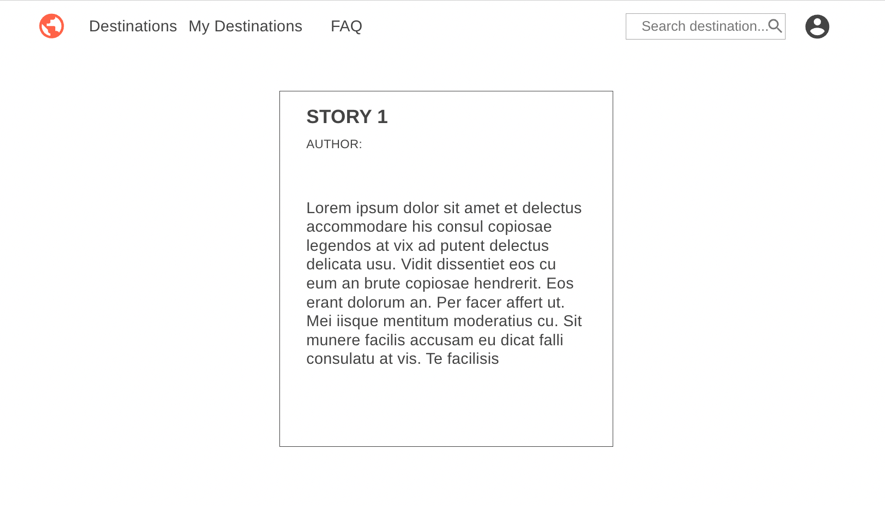 Destinations My Destinations FAQ Search destination...
STORY 1
AUTHOR:
Lorem ipsum dolor sit amet et delectus
accommodare his consul copiosae
legendos at vix ad putent delectus
delicata usu. Vidit dissentiet eos cu
eum an brute copiosae hendrerit. Eos
erant dolorum an. Per facer affert ut.
Mei iisque mentitum moderatius cu. Sit
munere facilis accusam eu dicat falli
consulatu at vis. Te facilisis